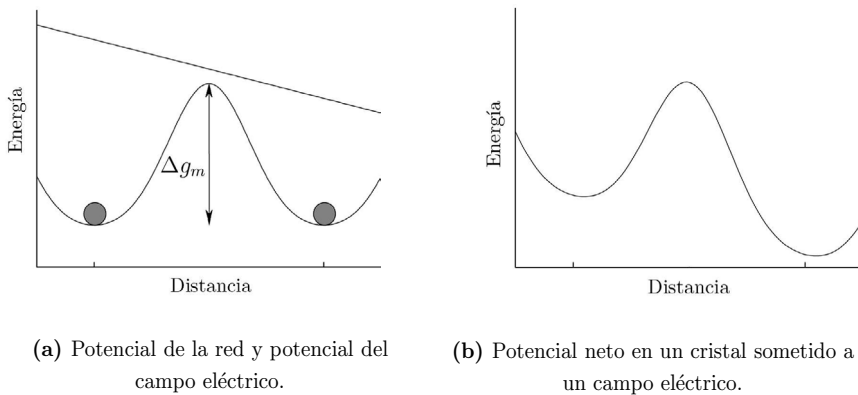 Energía
Δg_m
Distancia
(a) Potencial de la red y potencial del
campo eléctrico.
Energía
Distancia
(b) Potencial neto en un cristal sometido a
un campo eléctrico.